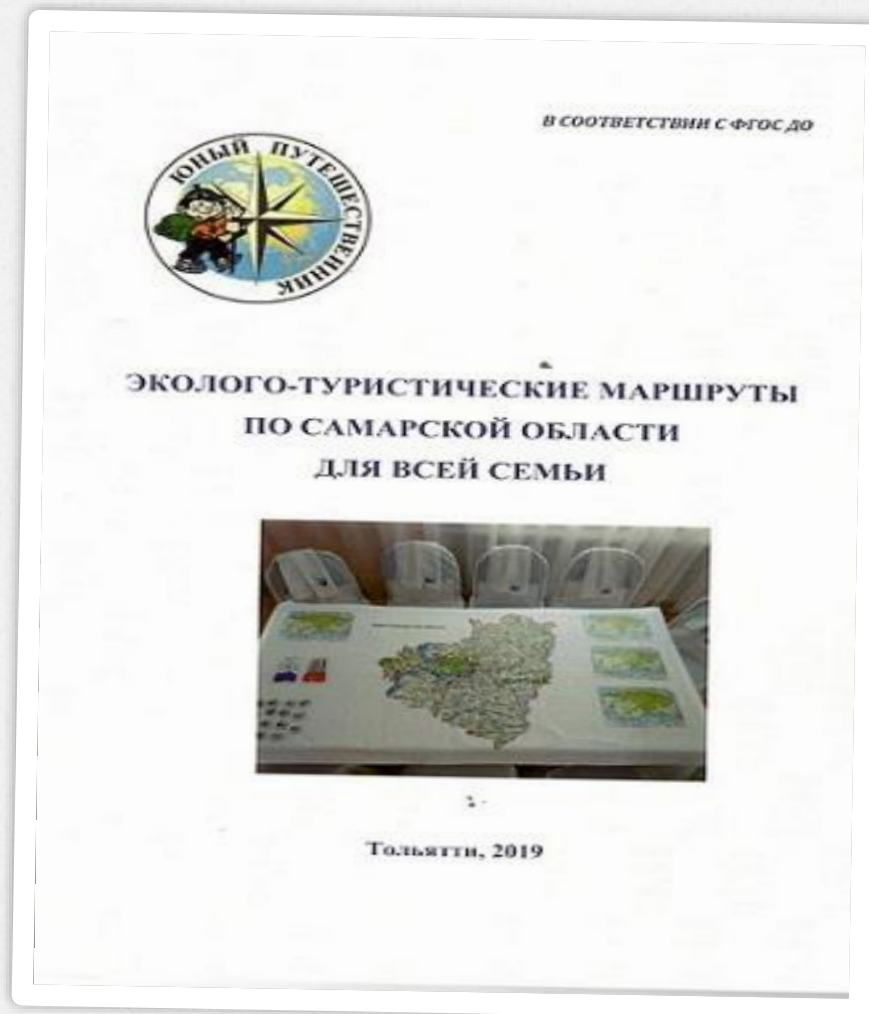 В СООТВЕТСТВИИ С ФГОС ДО
ЮНЫЙ ПУТЕШЕСТВЕННИК
ЭКОЛОГО-ТУРИСТИЧЕСКИЕ МАРШРУТЫ
ПО САМАРСКОЙ ОБЛАСТИ
ДЛЯ ВСЕЙ СЕМЬИ
Тольятти, 2019